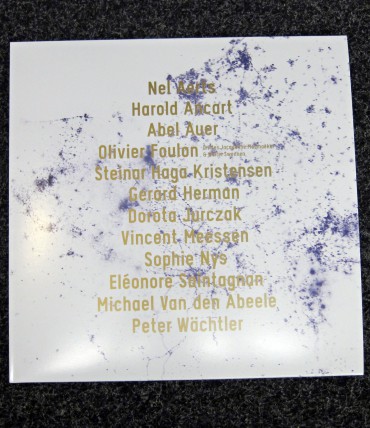 Nel Aerts
Harold Ancart
Abel Auer
Olivier Foulon
Steinar Haga Kristensen
Gerard Herman
Dorota Jurczak
Vincent Meessen
Sophie Nys
Eléonore Saintagnan
Michael Van den Abeele
Peter Wächtler